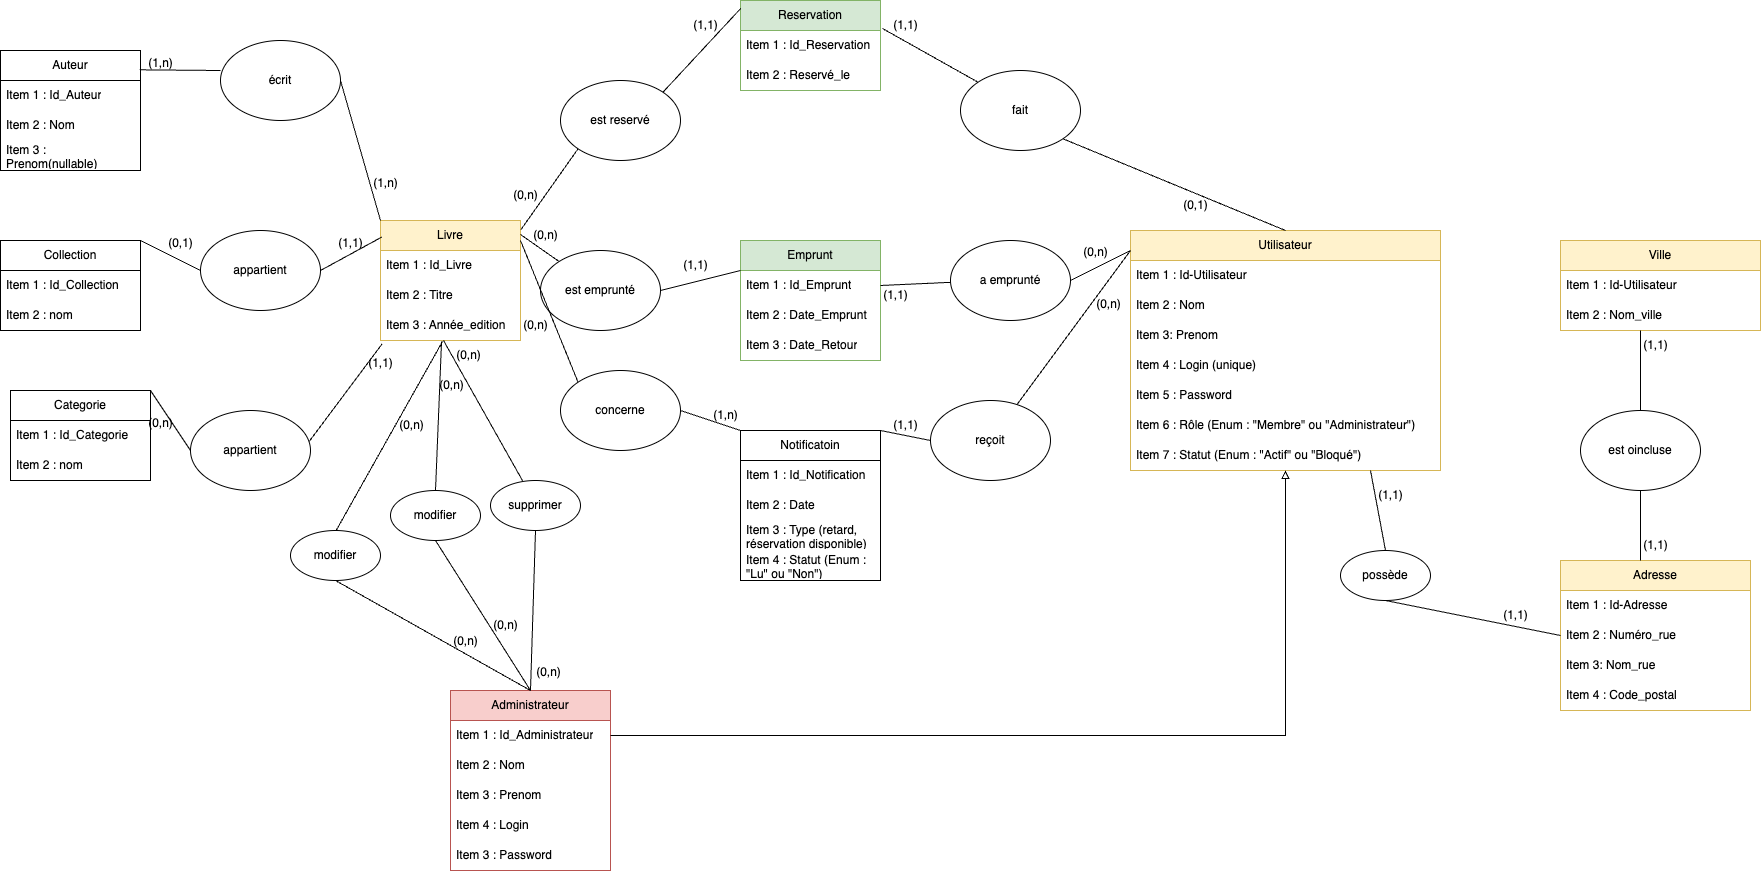 Reservation
Item 1 : Id_Reservation
Item 2 : Reservé_le
(1,1)
(1,1)
Auteur
Item 1 : Id_Auteur
Item 2 : Nom
Item 3 :
Prenom(nullable)
(1,n)
écrit
(1,n)
est reservé
(0,n)
fait
(0,1)
Collection
Item 1 : Id_Collection
Item 2 : nom
(0,1)
appartient
(1,1)
Livre
Item 1 : Id_Livre
Item 2 : Titre
Item 3 : Année_edition
(0,n)
est emprunté
(1,1)
(0,n)
Emprunt
Item 1 : Id_Emprunt
Item 2 : Date_Emprunt
Item 3 : Date_Retour
(1,1)
a emprunté
(0,n)
(0,n)
Utilisateur
Item 1 : Id-Utilisateur
Item 2 : Nom
Item 3: Prenom
Item 4 : Login (unique)
Item 5 : Password
Item 6 : Rôle (Enum : "Membre" ou "Administrateur")
Item 7 : Statut (Enum : "Actif" ou "Bloqué")
Ville
Item 1 : Id-Utilisateur
Item 2 : Nom_ville
(1,1)
est oincluse
(1,1)
Categorie
Item 1 : Id_Categorie
Item 2 : nom
(0,n)
appartient
(1,1)
(0,n)
(0,n)
(0,n)
concerne
(1,n)
Notificatoin
Item 1 : Id_Notification
Item 2 : Date
Item 3 : Type (retard,
réservation disponible)
Item 4 : Statut (Enum :
"Lu" ou "Non")
(1,1)
reçoit
modifier
modifier
supprimer
(0,n)
(0,n)
(0,n)
(1,1)
possède
(1,1)
Adresse
Item 1 : Id-Adresse
Item 2 : Numéro_rue
Item 3: Nom_rue
Item 4 : Code_postal
Administrateur
Item 1 : Id_Administrateur
Item 2 : Nom
Item 3 : Prenom
Item 4 : Login
Item 3 : Password